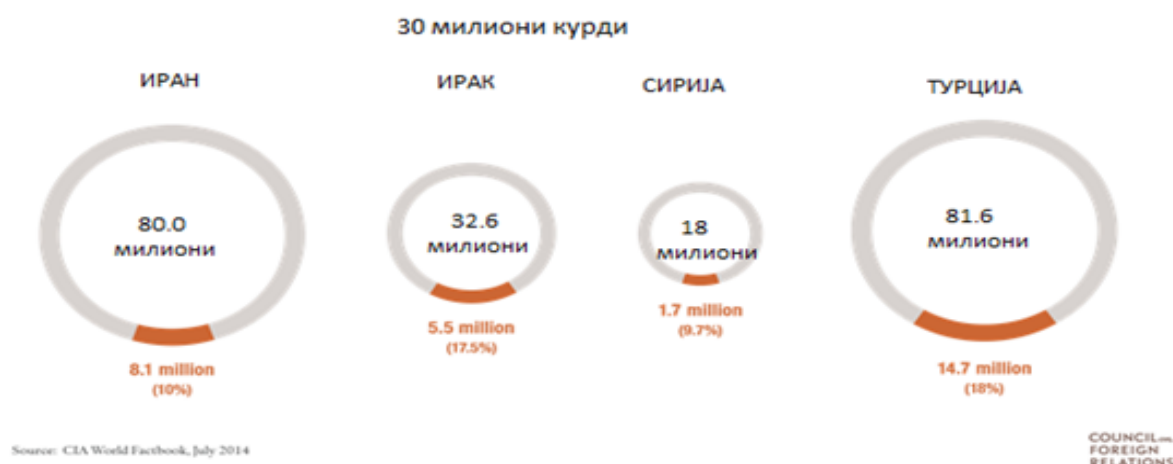 30 милиони курди
ИРАН
80.0
милиони
8.1 million
(10%)
ИРАК
32.6
милиони
5.5 million
(17.5%)
СИРИЈА
18
милиони
1.7 million
(9.7%)
ТУРЦИЈА
81.6
милиони
14.7 million
(18%)
Source: CIA World Factbook, July 2014
COUNCIL on
FOREIGN
RELATIONS